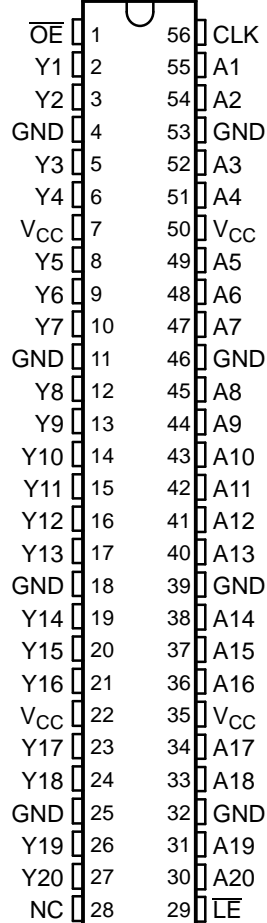 O̅E̅ 1 56 CLK
Y1 2 55 A1
Y2 3 54 A2
GND 4 53 GND
Y3 5 52 A3
Y4 6 51 A4
VCC 7 50 VCC
Y5 8 49 A5
Y6 9 48 A6
Y7 10 47 A7
GND 11 46 GND
Y8 12 45 A8
Y9 13 44 A9
Y10 14 43 A10
Y11 15 42 A11
Y12 16 41 A12
Y13 17 40 A13
GND 18 39 GND
Y14 19 38 A14
Y15 20 37 A15
Y16 21 36 A16
VCC 22 35 VCC
Y17 23 34 A17
Y18 24 33 A18
GND 25 32 GND
Y19 26 31 A19
Y20 27 30 A20
NC 28 29 L̅E̅